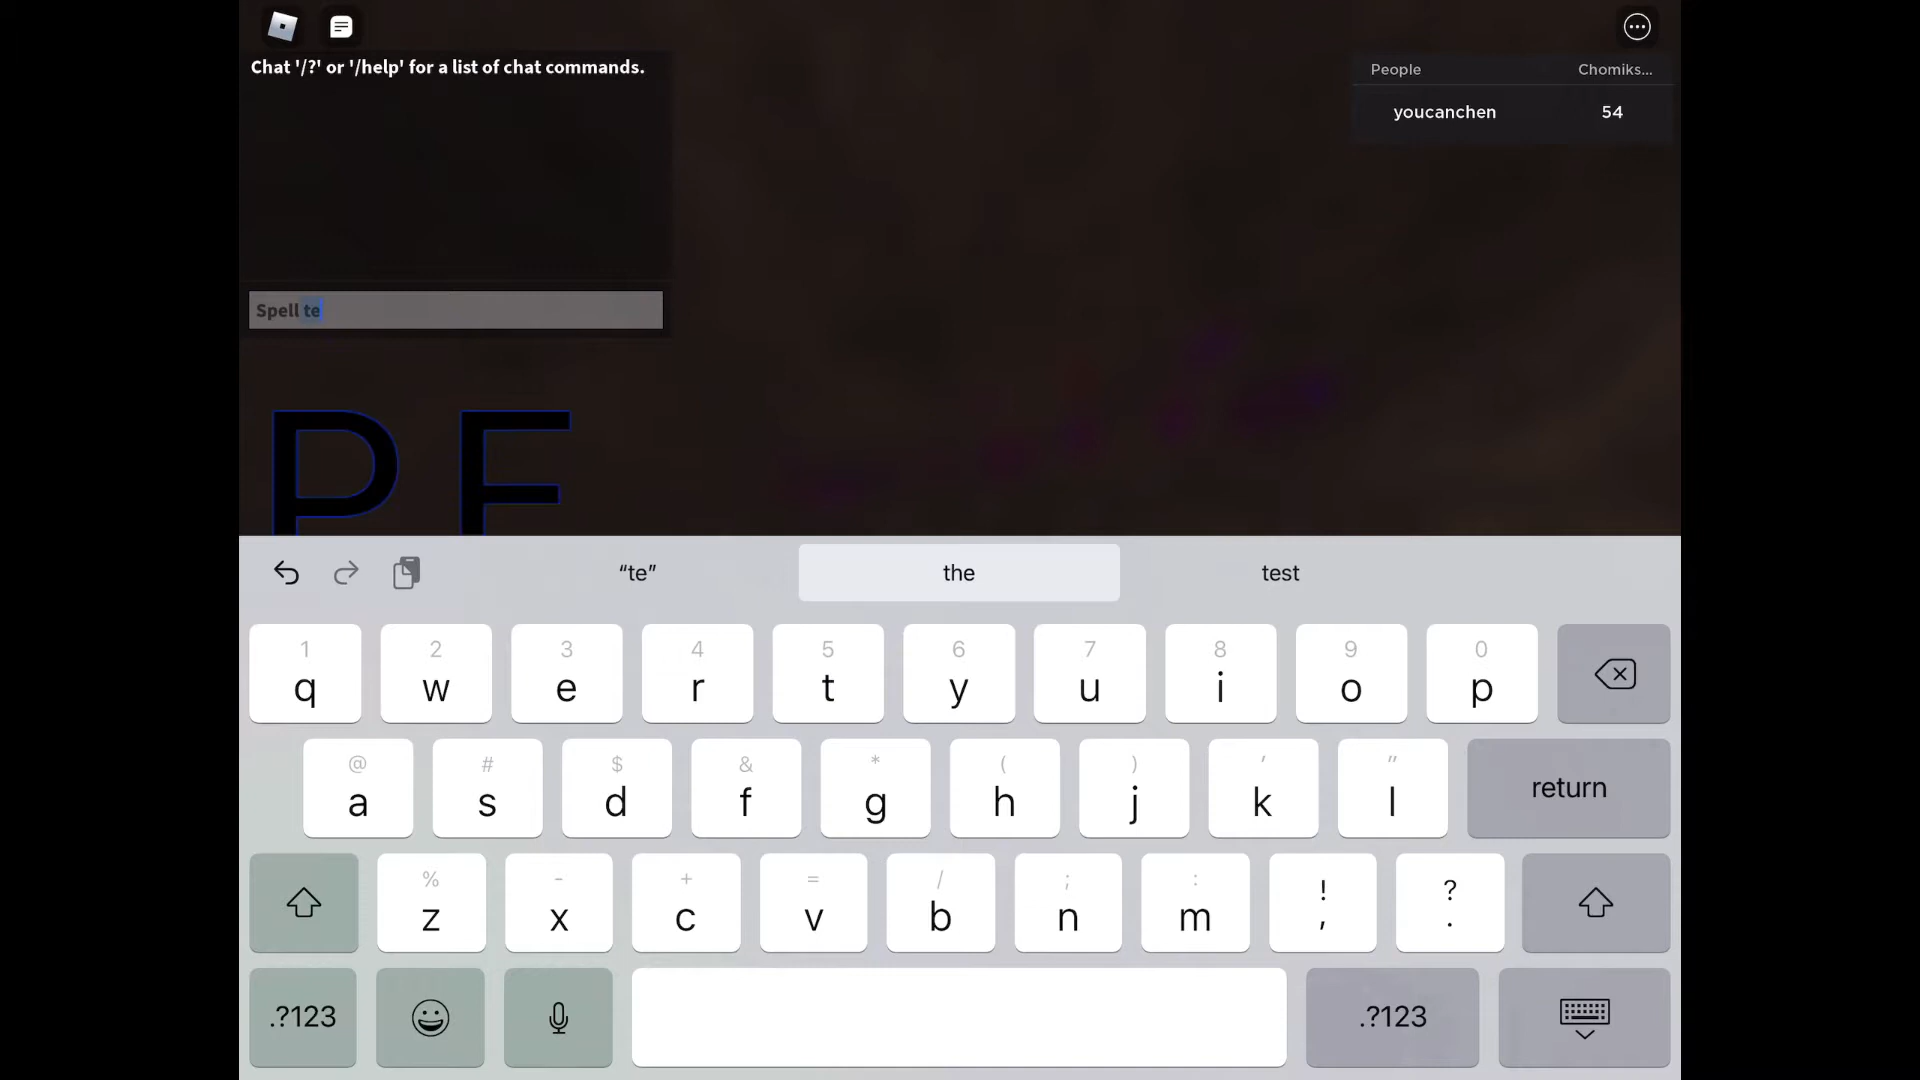 Chat '/?' or '/help' for a list of chat commands.
People Chomiks...
youcanchen 54
Spell te
P E
“te” the test
1 2 3 4 5 6 7 8 9 0
q w e r t y u i o p
@ # $ & * ( ) ' "
a s d f g h j k l return
% - + = / ; : ! ?
z x c v b n m , .
.?123 .?123